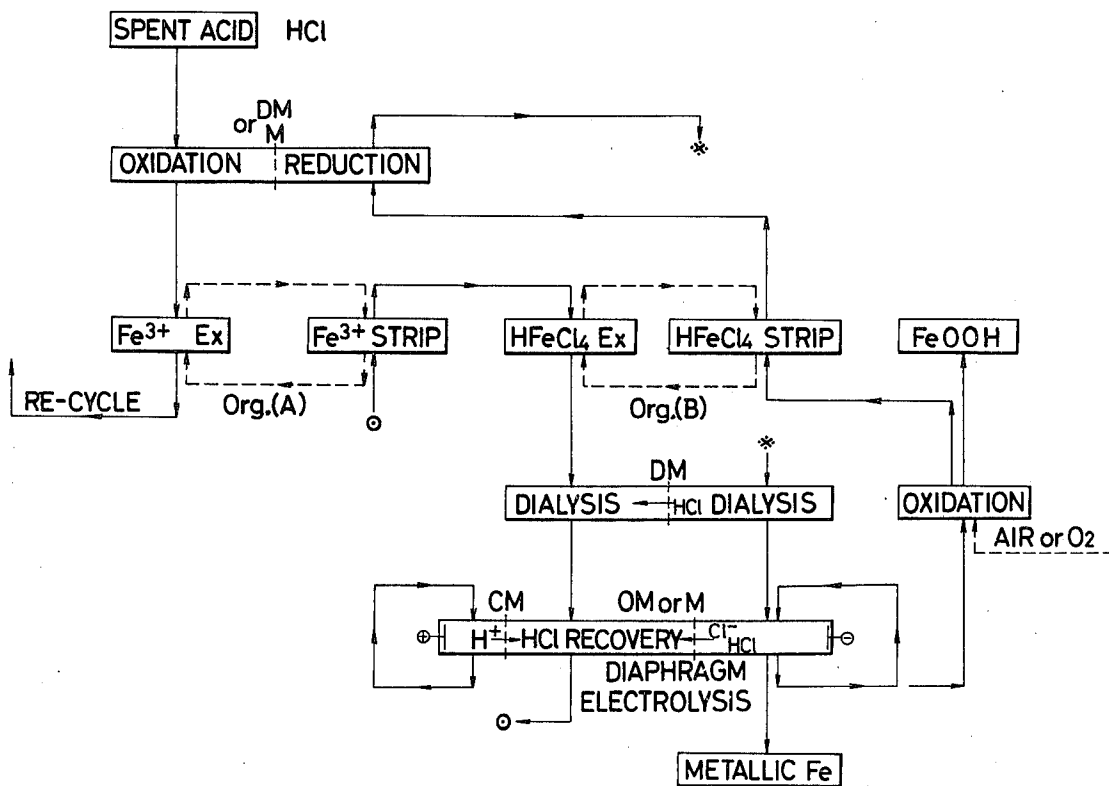 SPENT ACID HCl
or DM
M
OXIDATION REDUCTION
※
Fe³⁺ Ex
Fe³⁺ STRIP
HFeCl₄ Ex
HFeCl₄ STRIP
FeOOH
RE-CYCLE
Org.(A)
Org.(B)
⊙
※
DM
DIALYSIS HCl DIALYSIS
OXIDATION
AIR or O₂
CM
OM or M
⊕ H⁺ HCl RECOVERY Cl⁻ HCl ⊖
DIAPHRAGM
ELECTROLYSIS
⊙
METALLIC Fe